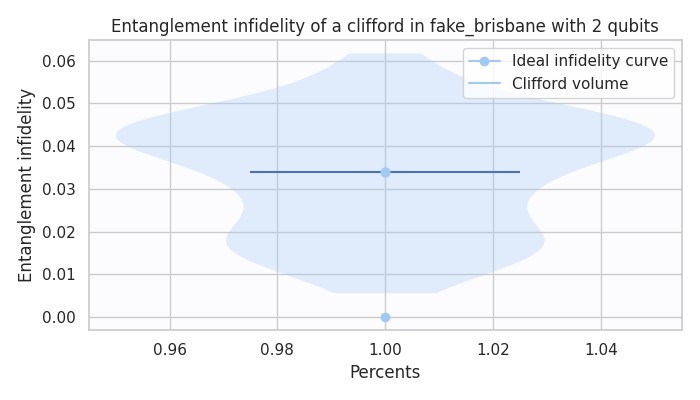 Entanglement infidelity of a clifford in fake_brisbane with 2 qubits
Ideal infidelity curve
Clifford volume
Entanglement infidelity
0.06
0.05
0.04
0.03
0.02
0.01
0.00
0.96 0.98 1.00 1.02 1.04
Percents